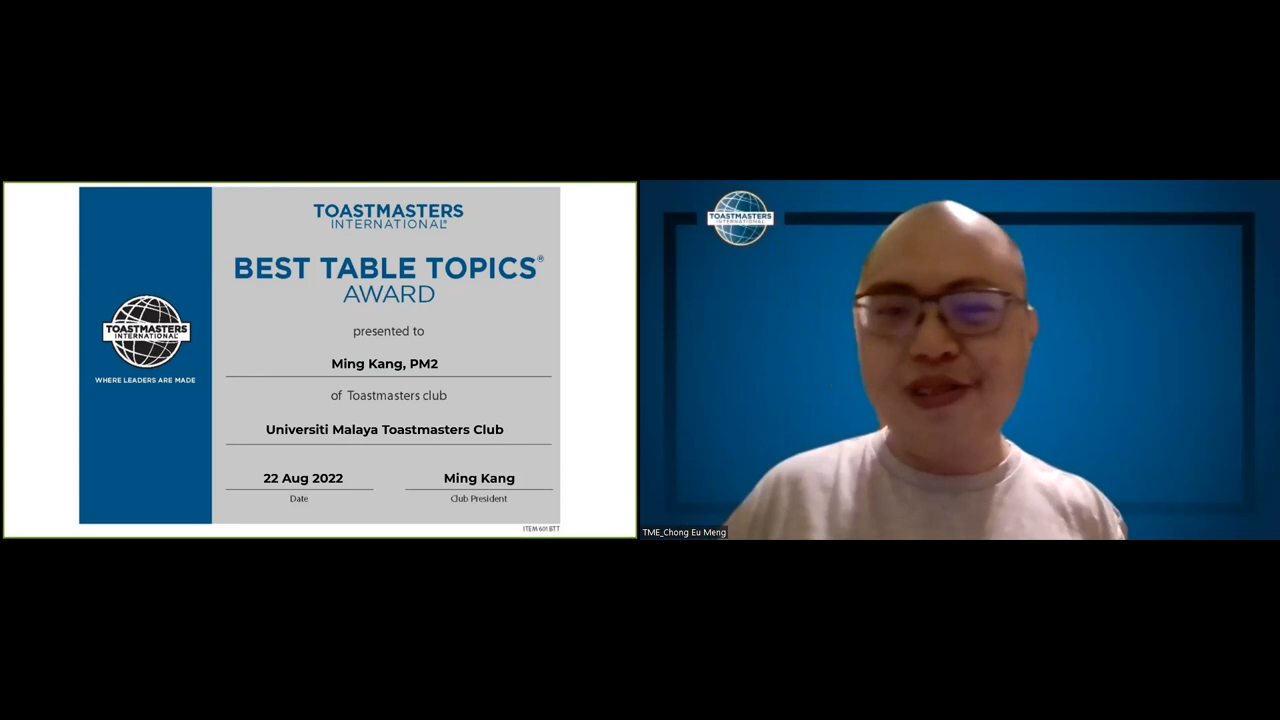 TOASTMASTERS
INTERNATIONAL®
BEST TABLE TOPICS®
AWARD
presented to
Ming Kang, PM2
of Toastmasters club
Universiti Malaya Toastmasters Club
22 Aug 2022
Ming Kang
Date
Club President
ITEM 601 BTT
TOASTMASTERS
INTERNATIONAL
WHERE LEADERS ARE MADE
TOASTMASTERS
INTERNATIONAL
TME_Chong Eu Meng